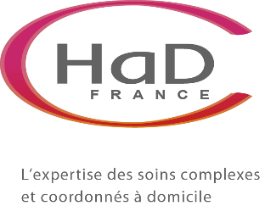 HaD
FRANCE
L'expertise des soins complexes
et coordonnés à domicile